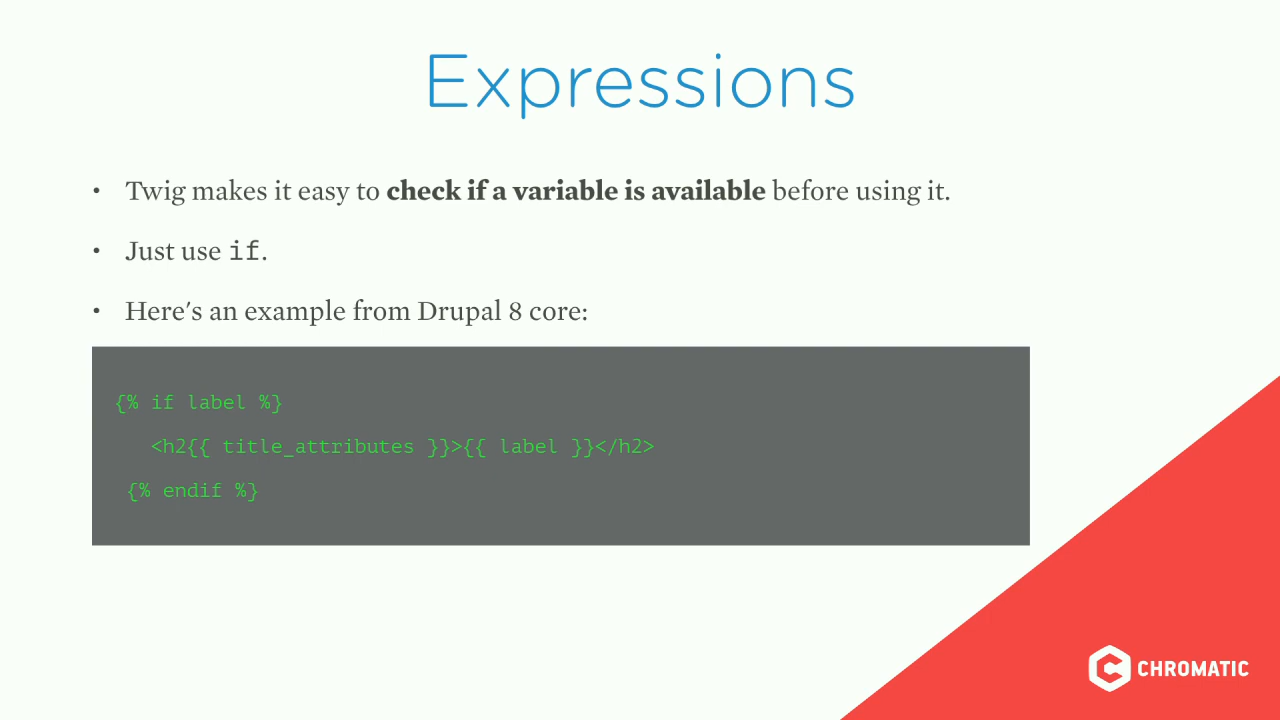 Expressions
• Twig makes it easy to check if a variable is available before using it.
• Just use if.
• Here's an example from Drupal 8 core:
{% if label %}
<h2{{ title_attributes }}>{{ label }}</h2>
{% endif %}
CHROMATIC